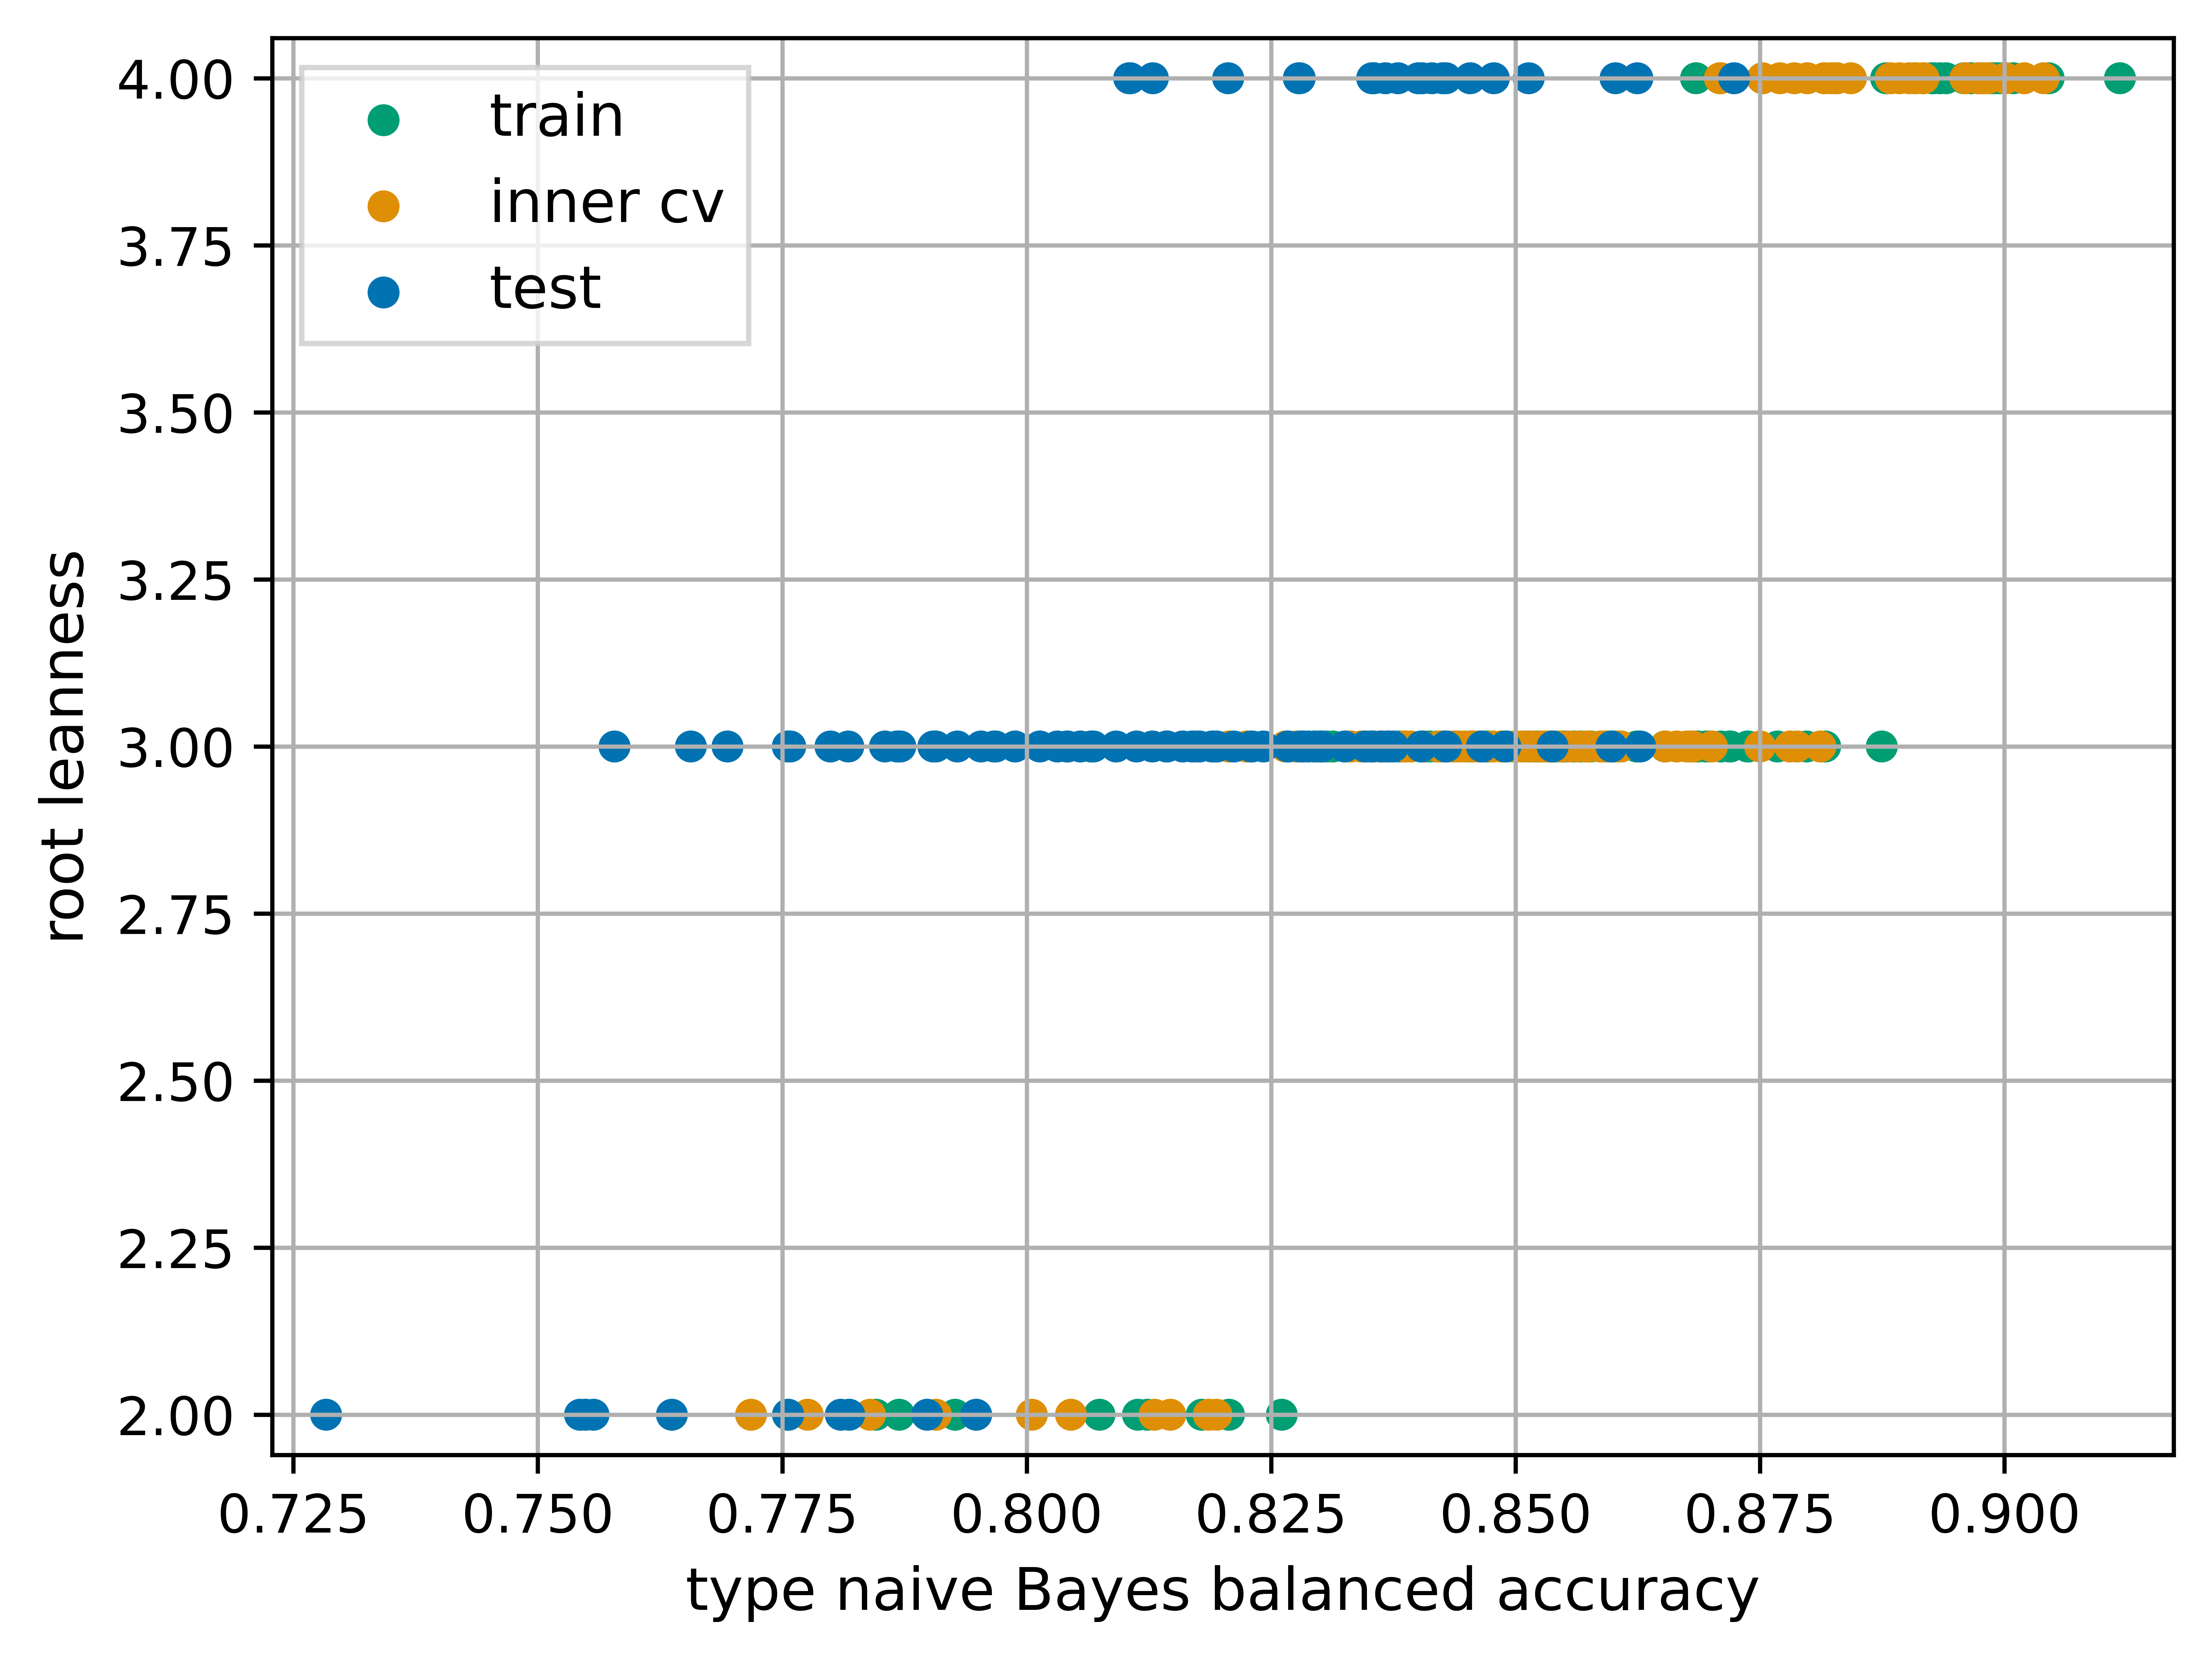 4.00
3.75
3.50
3.25
3.00
2.75
2.50
2.25
2.00
root leanness
train
inner cv
test
0.725 0.750 0.775 0.800 0.825 0.850 0.875 0.900
type naive Bayes balanced accuracy